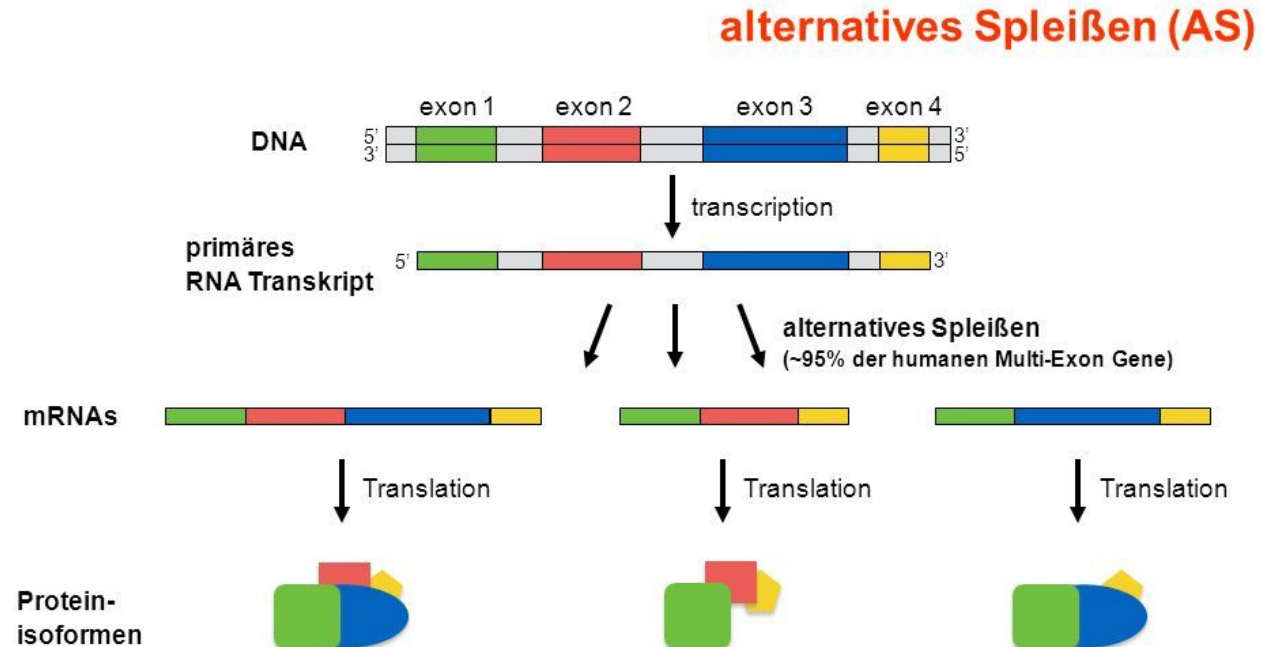 alternatives Spleißen (AS)
exon 1 exon 2 exon 3 exon 4
DNA
5' 3'
3' 5'
transcription
primäres
RNA Transkript
5' 3'
alternatives Spleißen
(~95% der humanen Multi-Exon Gene)
mRNAs
Translation Translation Translation
Protein-
isoformen